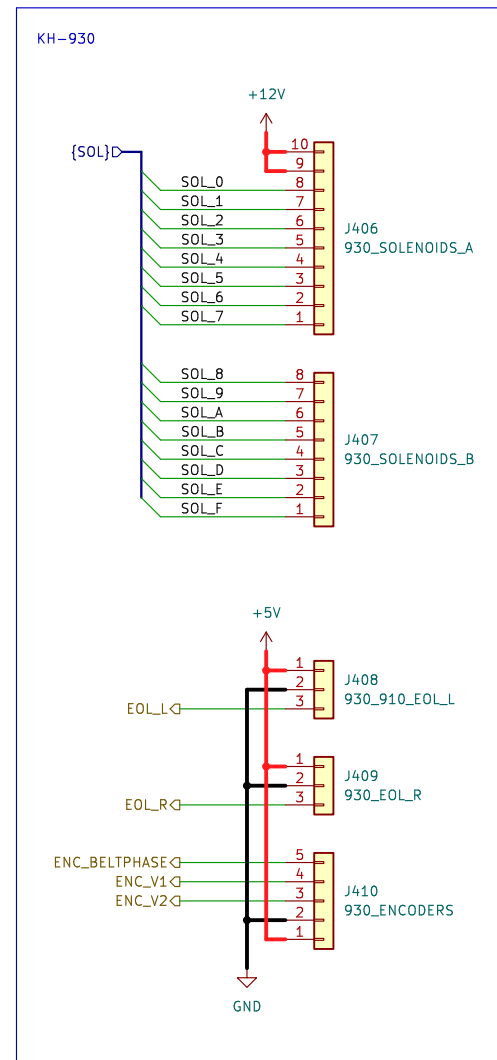 KH-930
+12V
{SOL}
10
9
SOL_0 8
SOL_1 7
SOL_2 6
SOL_3 5
SOL_4 4
SOL_5 3
SOL_6 2
SOL_7 1
J406
930_SOLENOIDS_A
SOL_8 8
SOL_9 7
SOL_A 6
SOL_B 5
SOL_C 4
SOL_D 3
SOL_E 2
SOL_F 1
J407
930_SOLENOIDS_B
+5V
1
2
EOL_L 3
J408
930_910_EOL_L
1
2
EOL_R 3
J409
930_EOL_R
ENC_BELTPHASE 5
ENC_V1 4
ENC_V2 3
2
1
J410
930_ENCODERS
GND